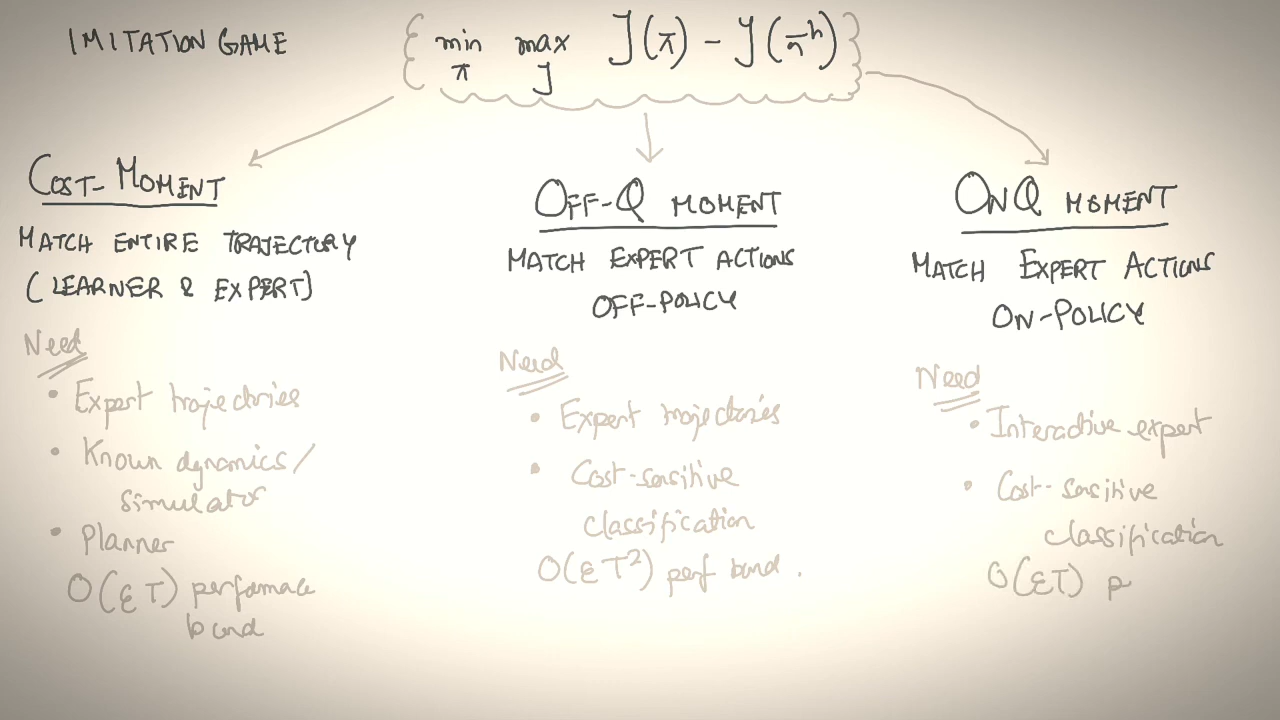 IMITATION GAME
min max J(π) - J(π^h)
π J
COST-MOMENT
MATCH ENTIRE TRAJECTORY
(LEARNER & EXPERT)
Need
• Expert trajectories
• Known dynamics/
simulator
• Planner
O(εT) performace
bound
OFF-Q MOMENT
MATCH EXPERT ACTIONS
OFF-POLICY
Need
• Expert trajectories
• Cost-sensitive
classification
O(εT²) perf bound.
ON Q MOMENT
MATCH EXPERT ACTIONS
ON-POLICY
Need
• Interactive expert
• Cost-sensitive
classification
O(εT) p